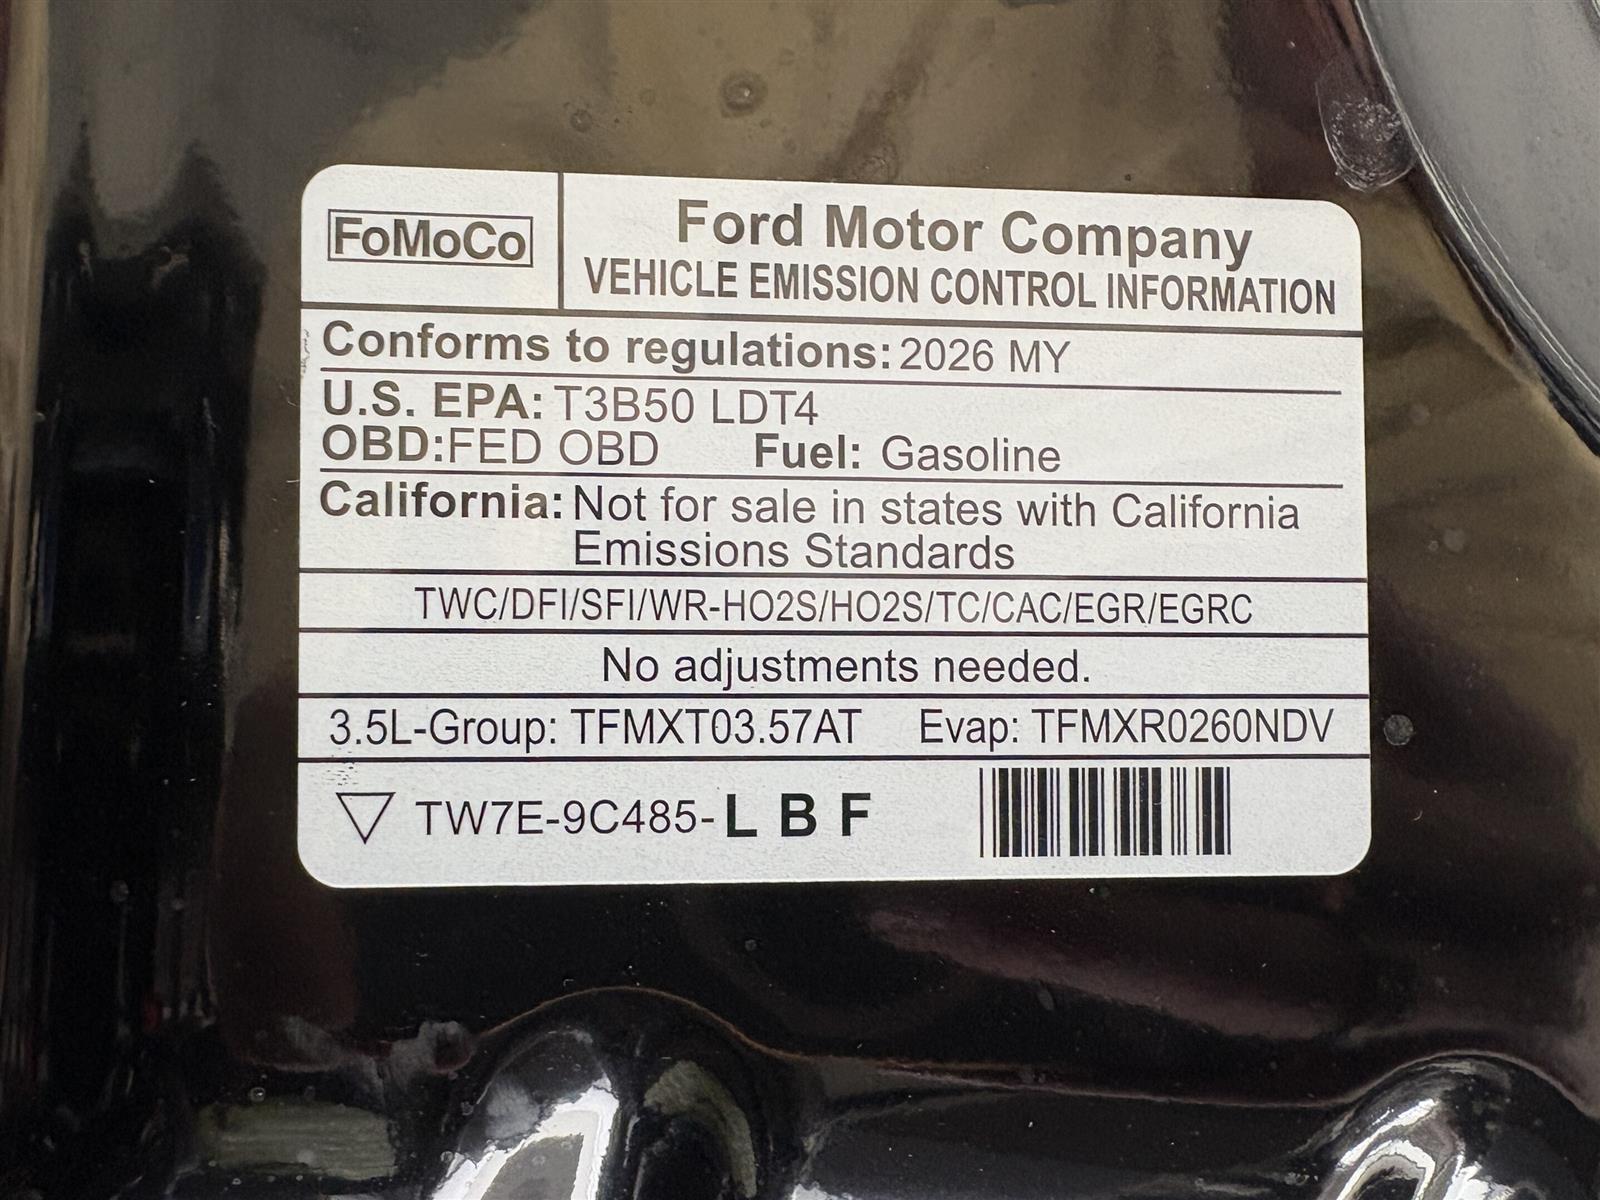 FoMoCo
Ford Motor Company
VEHICLE EMISSION CONTROL INFORMATION
Conforms to regulations: 2026 MY
U.S. EPA: T3B50 LDT4
OBD:FED OBD Fuel: Gasoline
California: Not for sale in states with California
Emissions Standards
TWC/DFI/SFI/WR-HO2S/HO2S/TC/CAC/EGR/EGRC
No adjustments needed.
3.5L-Group: TFMXT03.57AT Evap: TFMXR0260NDV
TW7E-9C485-L B F